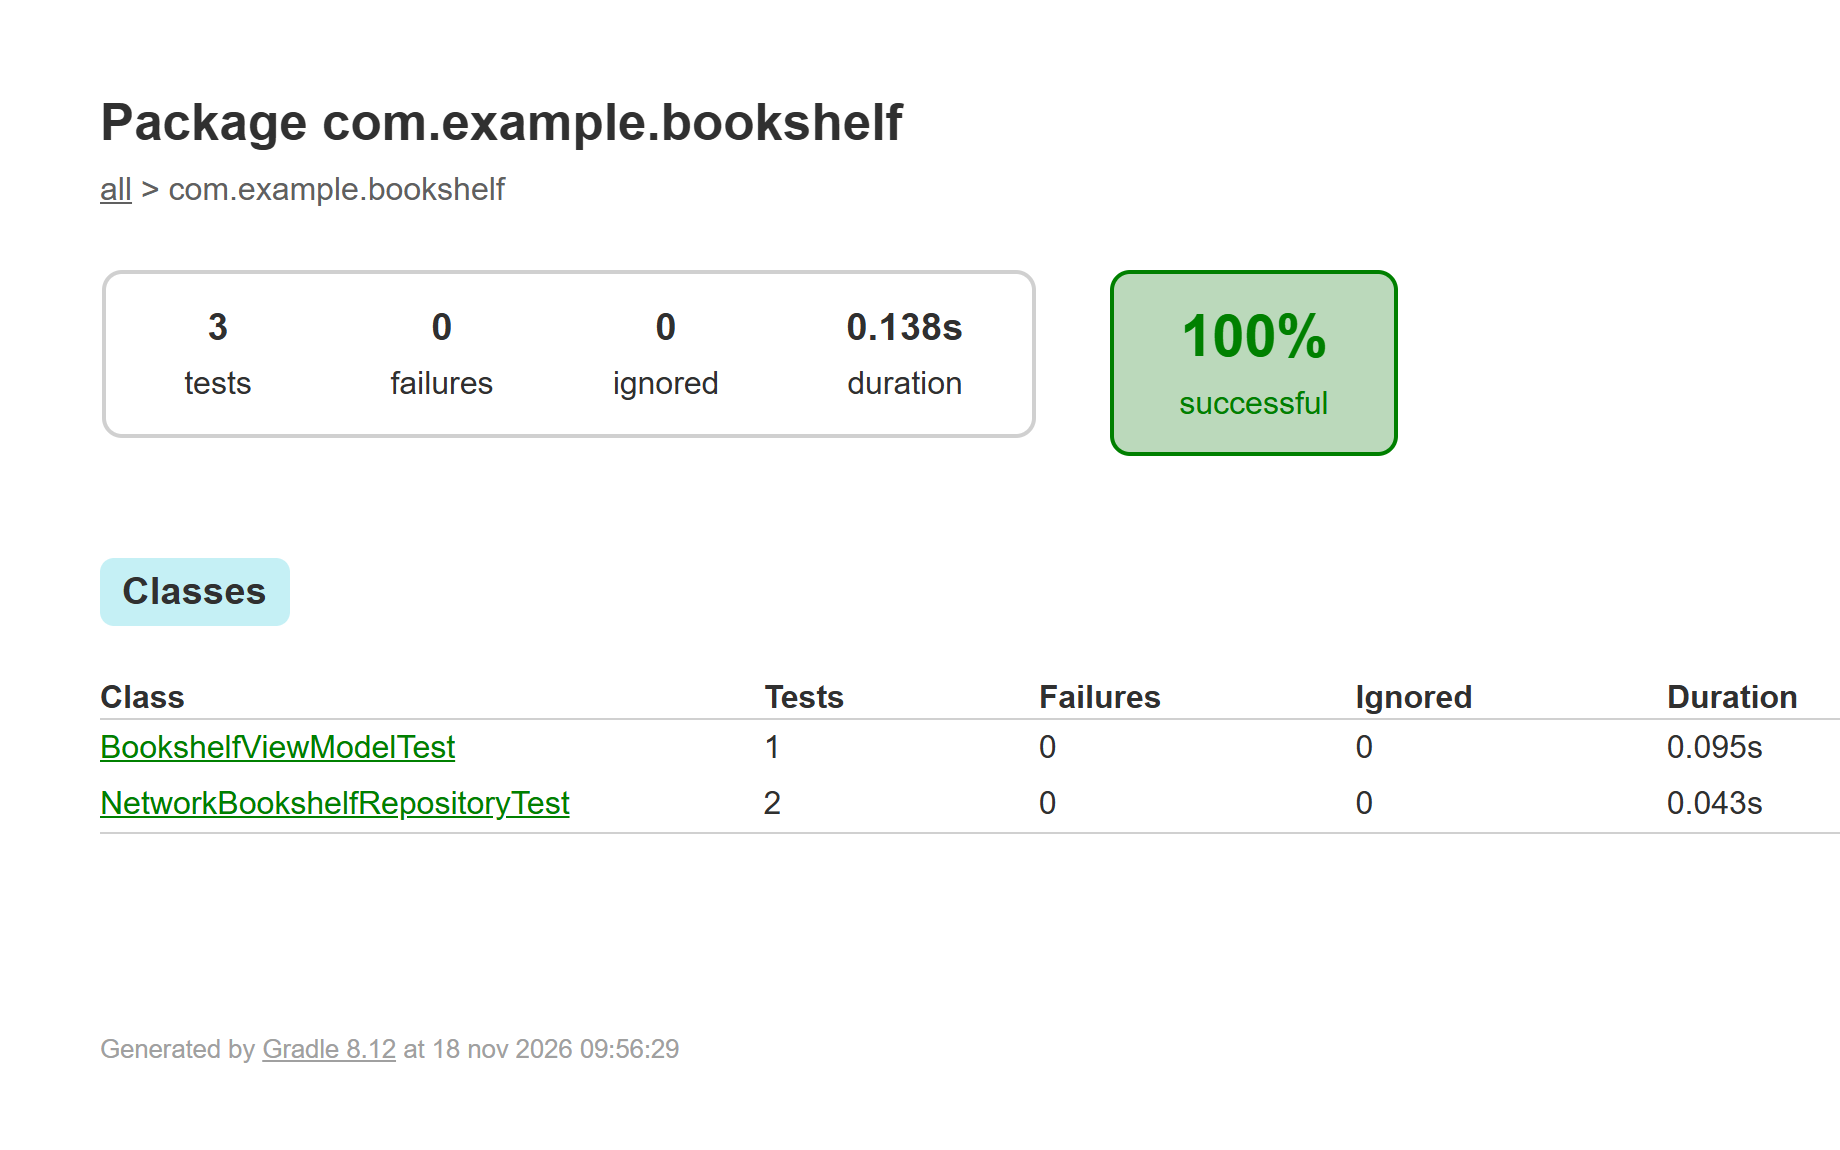 Package com.example.bookshelf
all > com.example.bookshelf
3 0 0 0.138s
tests failures ignored duration
100%
successful
Classes
Class Tests Failures Ignored Duration
BookshelfViewModelTest 1 0 0 0.095s
NetworkBookshelfRepositoryTest 2 0 0 0.043s
Generated by Gradle 8.12 at 18 nov 2026 09:56:29